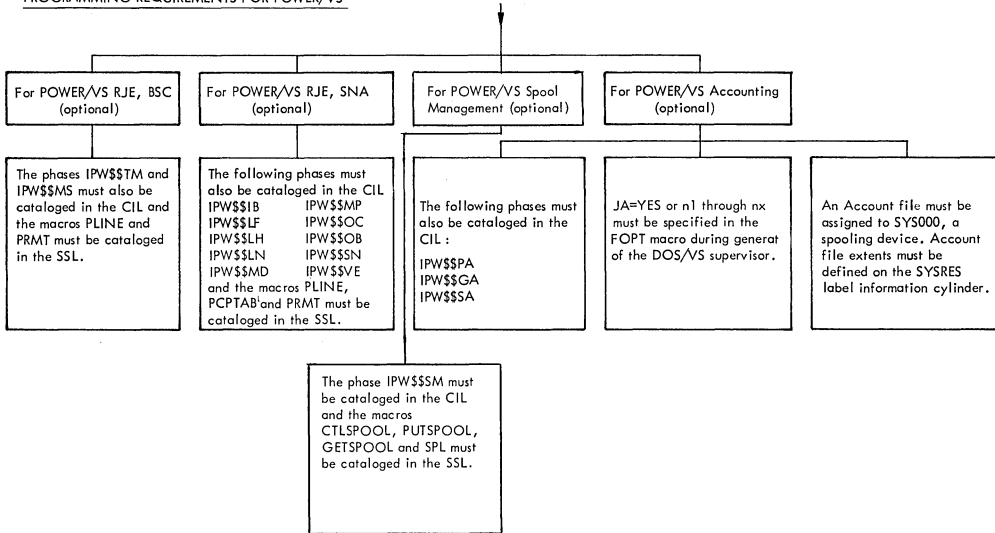 PROGRAMMING REQUIREMENTS FOR POWER/VS
For POWER/VS RJE, BSC
(optional)
For POWER/VS RJE, SNA
(optional)
For POWER/VS Spool
Management (optional)
For POWER/VS Accounting
(optional)
The phases IPW$$TM and
IPW$$MS must also be
cataloged in the CIL and
the macros PLINE and
PRMT must be cataloged
in the SSL.
The following phases must
also be cataloged in the CIL
IPW$$IB IPW$$MP
IPW$$LF IPW$$OC
IPW$$LH IPW$$OB
IPW$$LN IPW$$SN
IPW$$MD IPW$$VE
and the macros PLINE,
PCPTAB and PRMT must be
cataloged in the SSL.
The following phases must
also be cataloged in the
CIL :
IPW$$PA
IPW$$GA
IPW$$SA
JA=YES or n1 through nx
must be specified in the
FOPT macro during generat
of the DOS/VS supervisor.
An Account file must be
assigned to SYS000, a
spooling device. Account
file extents must be
defined on the SYSRES
label information cylinder.
The phase IPW$$SM must
be cataloged in the CIL
and the macros
CTLSPOOL, PUTSPOOL,
GETSPOOL and SPL must
be cataloged in the SSL.